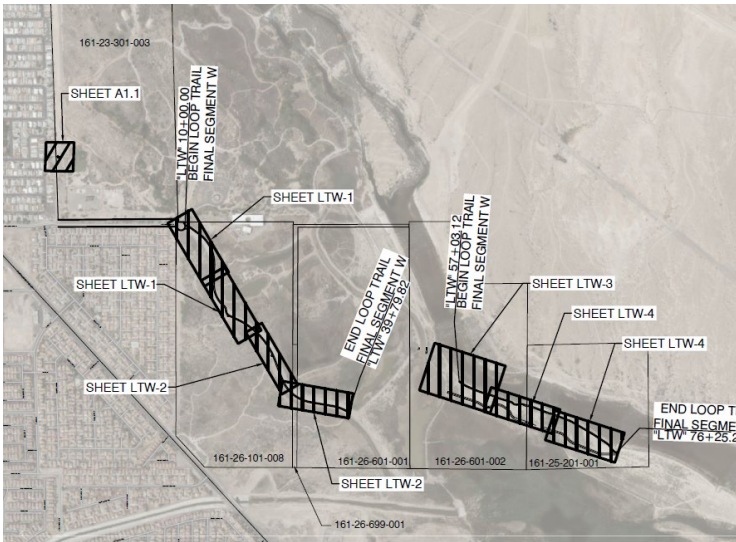 161-23-301-003
SHEET A1.1
"LTW" 10+00.00
BEGIN LOOP TRAIL
FINAL SEGMENT W
SHEET LTW-1
SHEET LTW-1
SHEET LTW-2
END LOOP TRAIL
FINAL SEGMENT W
"LTW" 39+79.82
"LTW" 57+03.12
BEGIN LOOP TRAIL
FINAL SEGMENT W
SHEET LTW-3
SHEET LTW-4
SHEET LTW-4
END LOOP T
FINAL SEGME
"LTW" 76+25.2
161-26-101-008
161-26-601-001
161-26-601-002
161-25-201-001
SHEET LTW-2
161-26-699-001